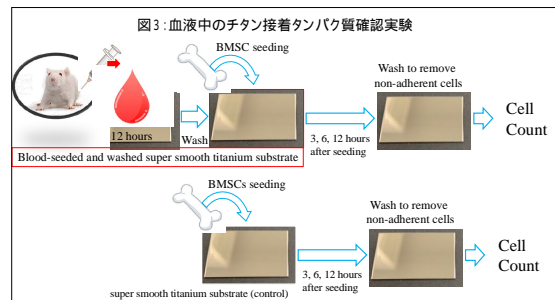 図3:血液中のチタン接着タンパク質確認実験
BMSC seeding
Wash to remove
non-adherent cells
12 hours
Wash
3, 6, 12 hours
after seeding
Cell
Count
Blood-seeded and washed super smooth titanium substrate
BMSCs seeding
Wash to remove
non-adherent cells
3, 6, 12 hours
after seeding
Cell
Count
super smooth titanium substrate (control)